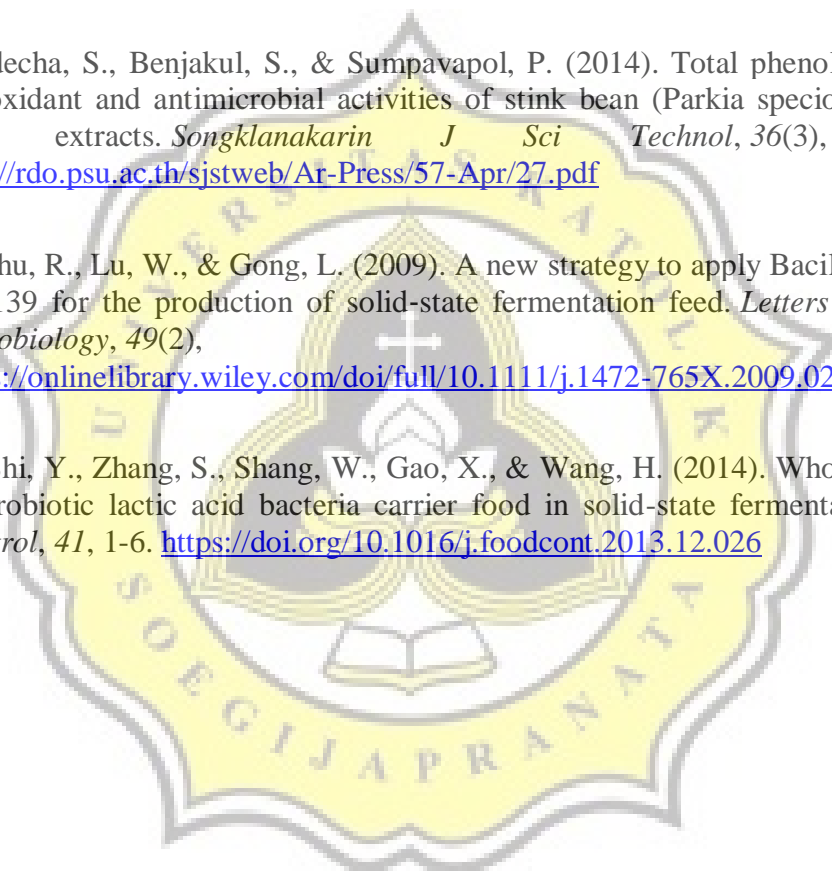 decha, S., Benjakul, S., & Sumpavapol, P. (2014). Total phenol
oxidant and antimicrobial activities of stink bean (Parkia specio
extracts. Songklanakarin J Sci Technol, 36(3),
://rdo.psu.ac.th/sjstweb/Ar-Press/57-Apr/27.pdf
hu, R., Lu, W., & Gong, L. (2009). A new strategy to apply Bacil
139 for the production of solid-state fermentation feed. Letters
obiology, 49(2),
s://onlinelibrary.wiley.com/doi/full/10.1111/j.1472-765X.2009.02
hi, Y., Zhang, S., Shang, W., Gao, X., & Wang, H. (2014). Who
robiotic lactic acid bacteria carrier food in solid-state fermenta
rol, 41, 1-6. https://doi.org/10.1016/j.foodcont.2013.12.026
UNIVERSITAS KATOLIK
SOEGIJAPRANATA